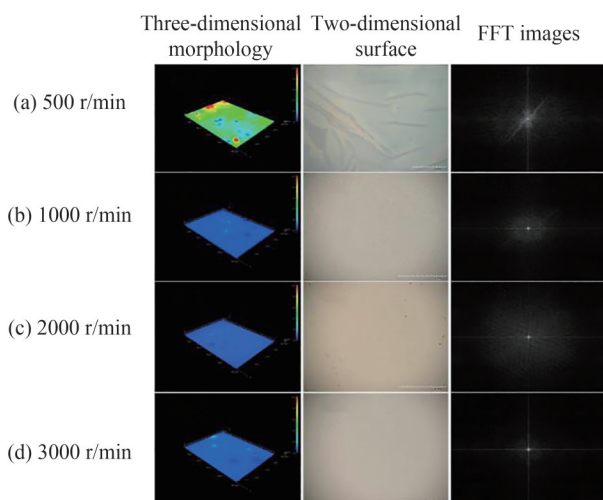 Three-dimensional Two-dimensional FFT images
morphology surface
(a) 500 r/min
(b) 1000 r/min
(c) 2000 r/min
(d) 3000 r/min